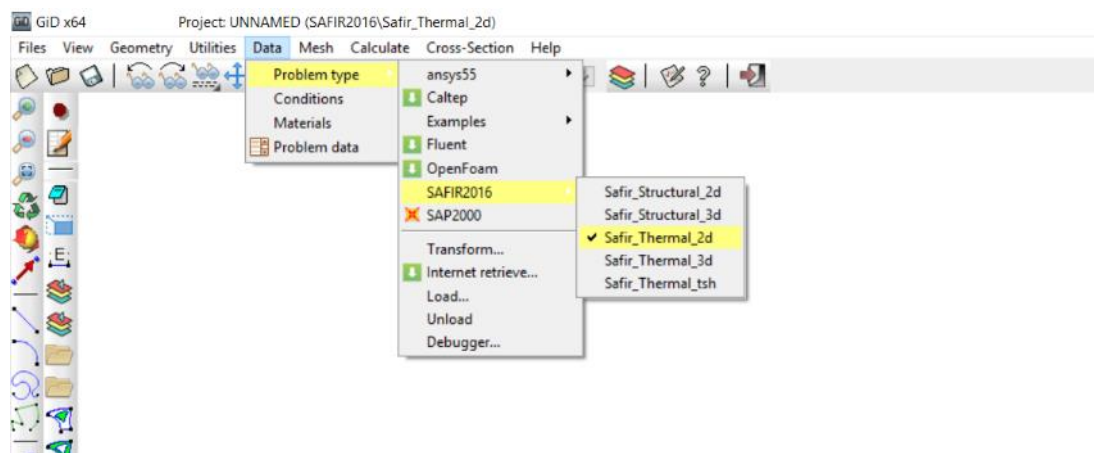 GiD GiD x64 Project: UNNAMED (SAFIR2016\Safir_Thermal_2d)
Files View Geometry Utilities Data Mesh Calculate Cross-Section Help
Problem type
Conditions
Materials
Problem data
ansys55
Caltep
Examples
Fluent
OpenFoam
SAFIR2016
SAP2000
Transform...
Internet retrieve...
Load...
Unload
Debugger...
Safir_Structural_2d
Safir_Structural_3d
Safir_Thermal_2d
Safir_Thermal_3d
Safir_Thermal_tsh
E